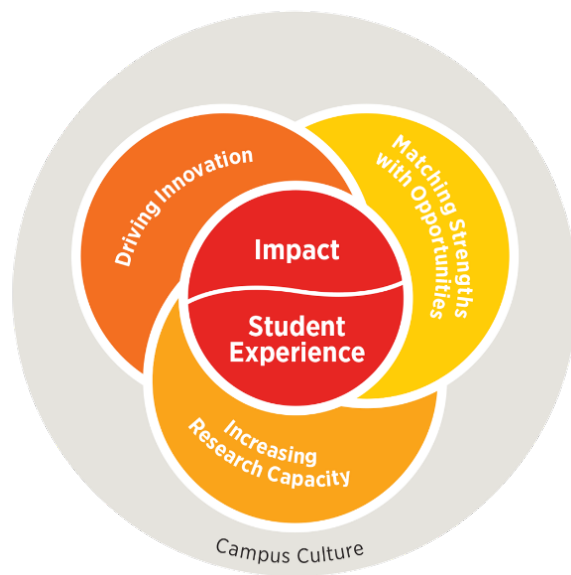 Driving Innovation
Matching Strengths
with Opportunities
Impact
Student
Experience
Increasing
Research Capacity
Campus Culture